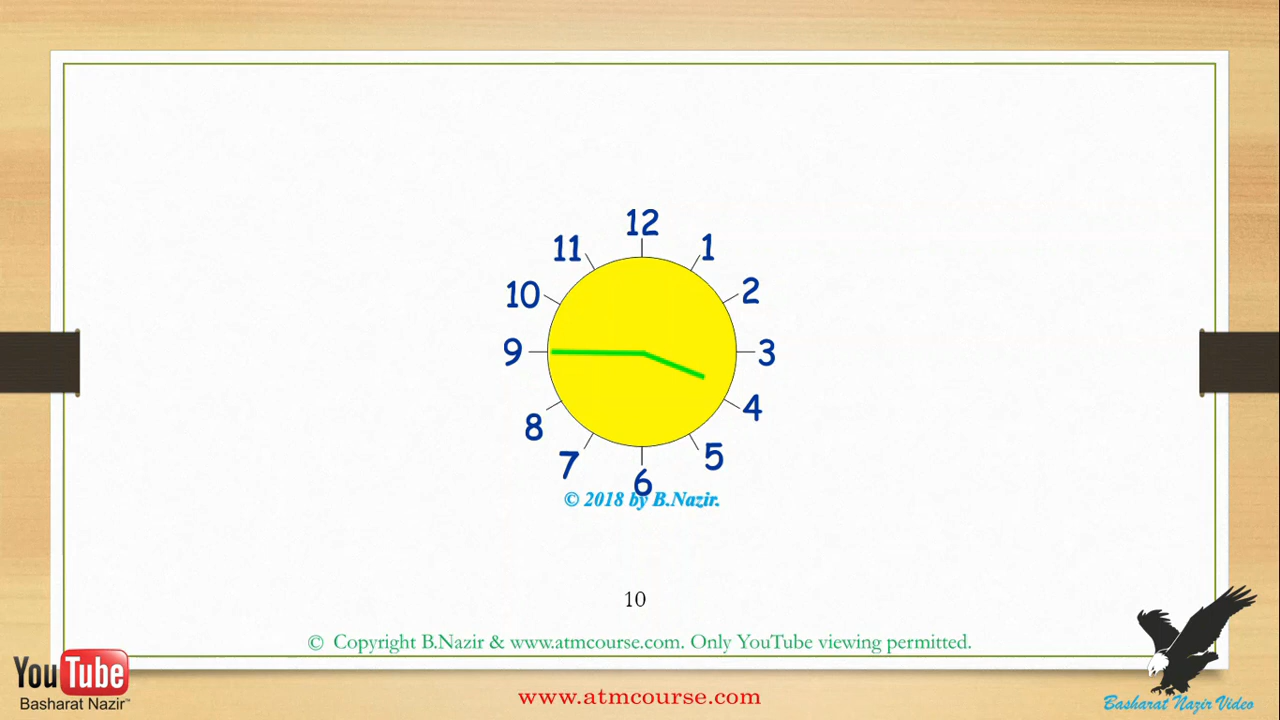 12
11
1
10
2
9
3
8
4
7
5
6
© 2018 by B.Nazir.
10
© Copyright B.Nazir & www.atmcourse.com. Only YouTube viewing permitted.
YouTube
Basharat Nazir™
www.atmcourse.com
Basharat Nazir Video